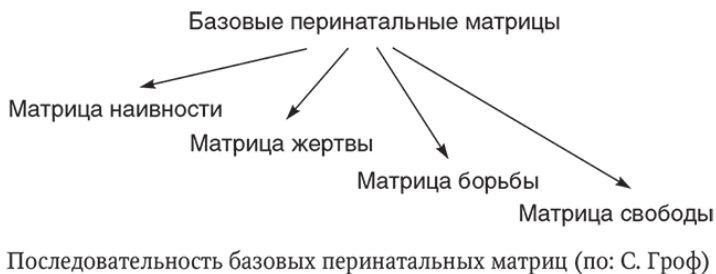 Базовые перинатальные матрицы
Матрица наивности
Матрица жертвы
Матрица борьбы
Матрица свободы
Последовательность базовых перинатальных матриц (по: С. Гроф)